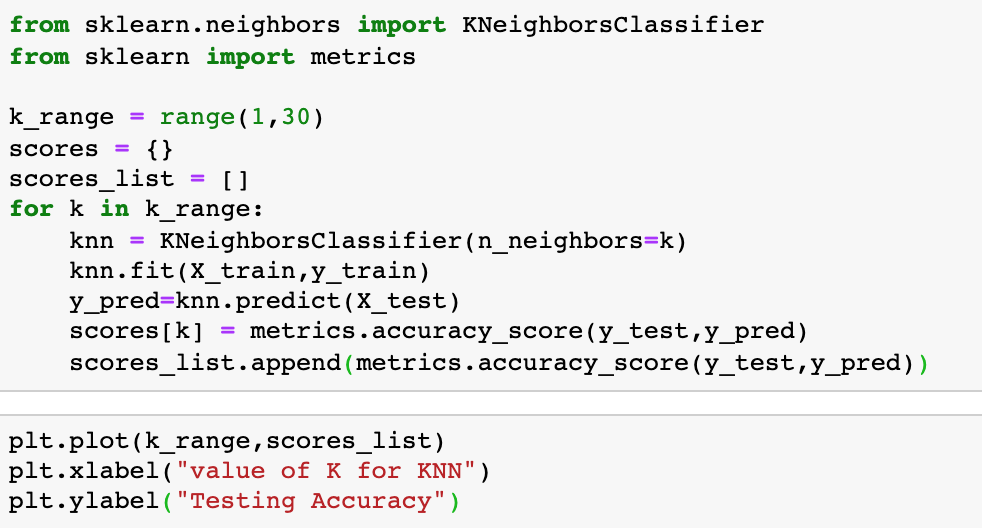 from sklearn.neighbors import KNeighborsClassifier
from sklearn import metrics

k_range = range(1,30)
scores = {}
scores_list = []
for k in k_range:
    knn = KNeighborsClassifier(n_neighbors=k)
    knn.fit(X_train,y_train)
    y_pred=knn.predict(X_test)
    scores[k] = metrics.accuracy_score(y_test,y_pred)
    scores_list.append(metrics.accuracy_score(y_test,y_pred))

plt.plot(k_range,scores_list)
plt.xlabel("value of K for KNN")
plt.ylabel("Testing Accuracy")